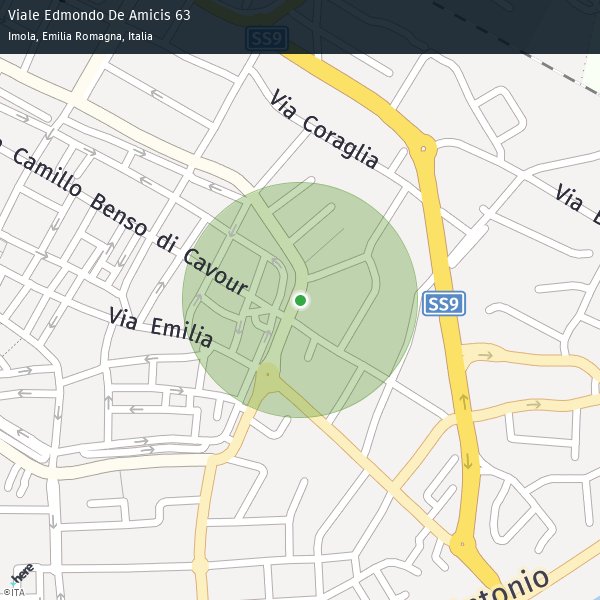 Viale Edmondo De Amicis 63
Imola, Emilia Romagna, Italia
SS9
Via Coraglia
Camillo Benso di Cavour
Via
SS9
Via Emilia
here
©ITA